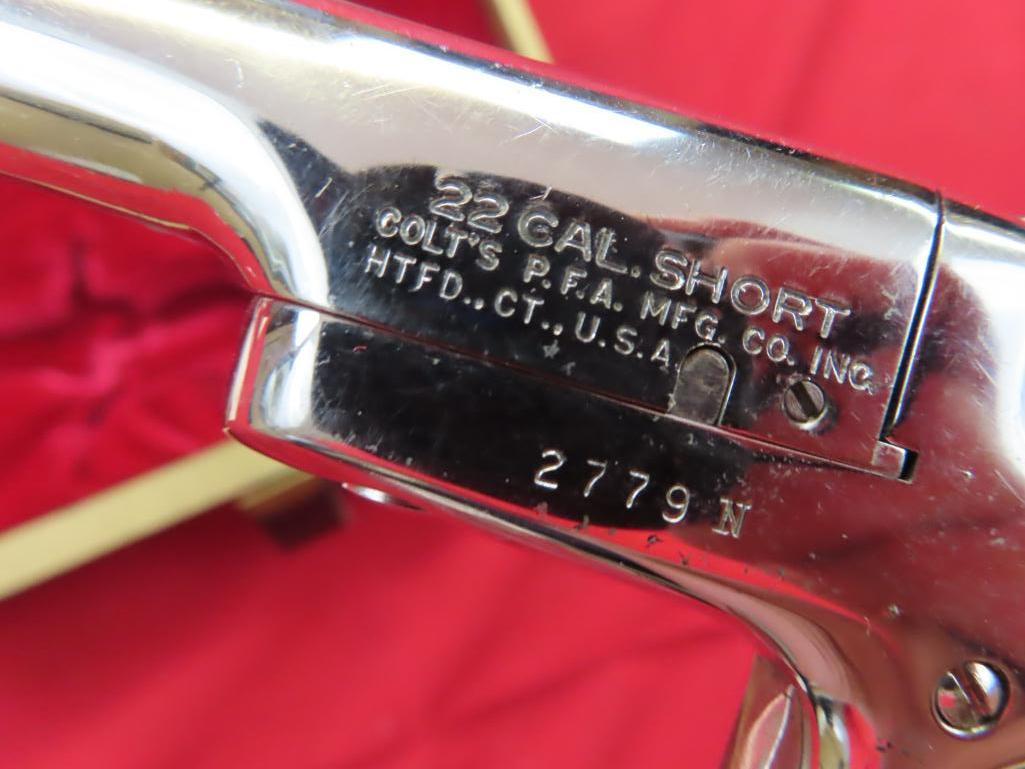 22 CAL. SHORT
COLT'S P.F.A. MFG. CO. INC.
HTFD., CT., U.S.A.
2779 N